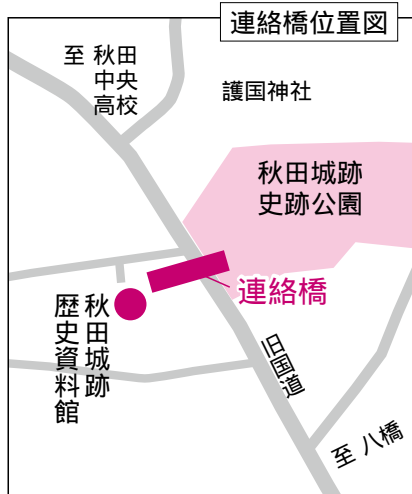 連絡橋位置図
至 秋田
中央
高校
護国神社
秋田城跡
史跡公園
連絡橋
秋田城跡
歴史資料館
旧国道
至 八橋